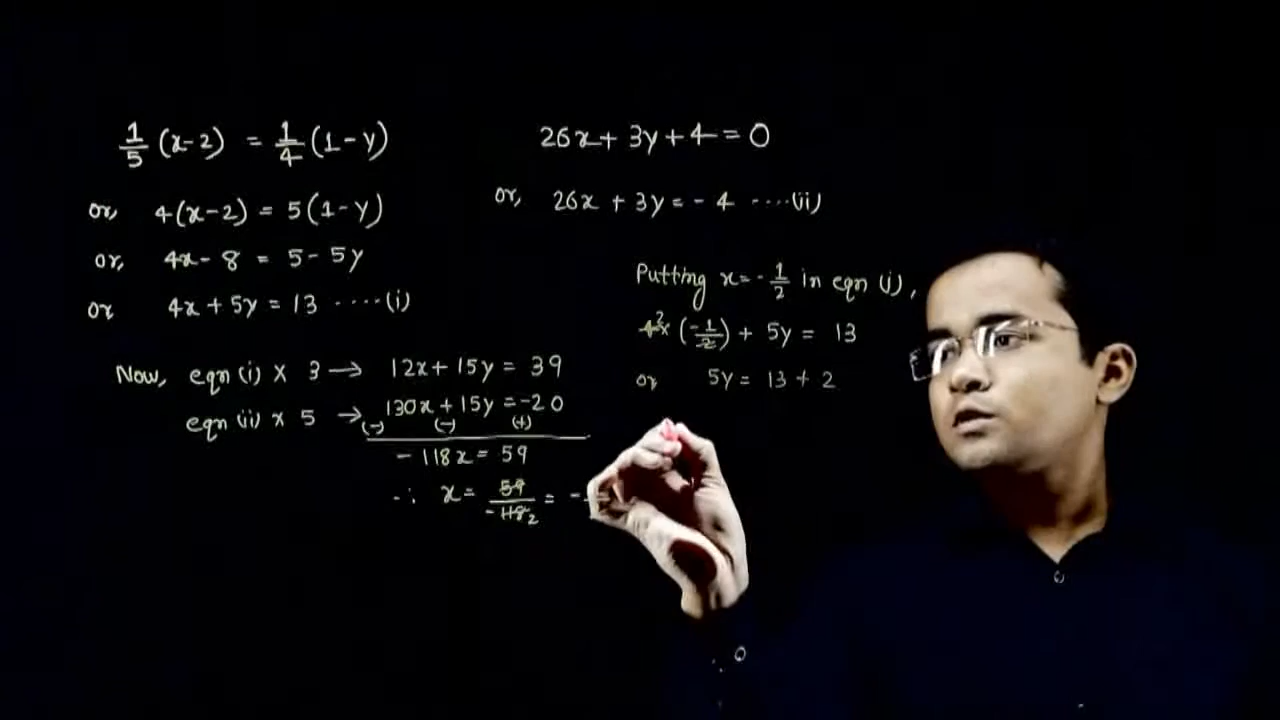 1/5 (x-2) = 1/4 (1-y)
or, 4(x-2) = 5(1-y)
or, 4x - 8 = 5 - 5y
or 4x + 5y = 13 ....(i)
26x + 3y + 4 = 0
or, 26x + 3y = - 4 ....(ii)
Now, eqn (i) X 3 → 12x + 15y = 39
eqn (ii) x 5 → 130x + 15y = -20
(-) (-) (+)
- 118x = 59
∴ x = 59/-118 2 = -
Putting x = - 1/2 in eqn (i),
4 2 x (-1/2) + 5y = 13
or 5y = 13 + 2